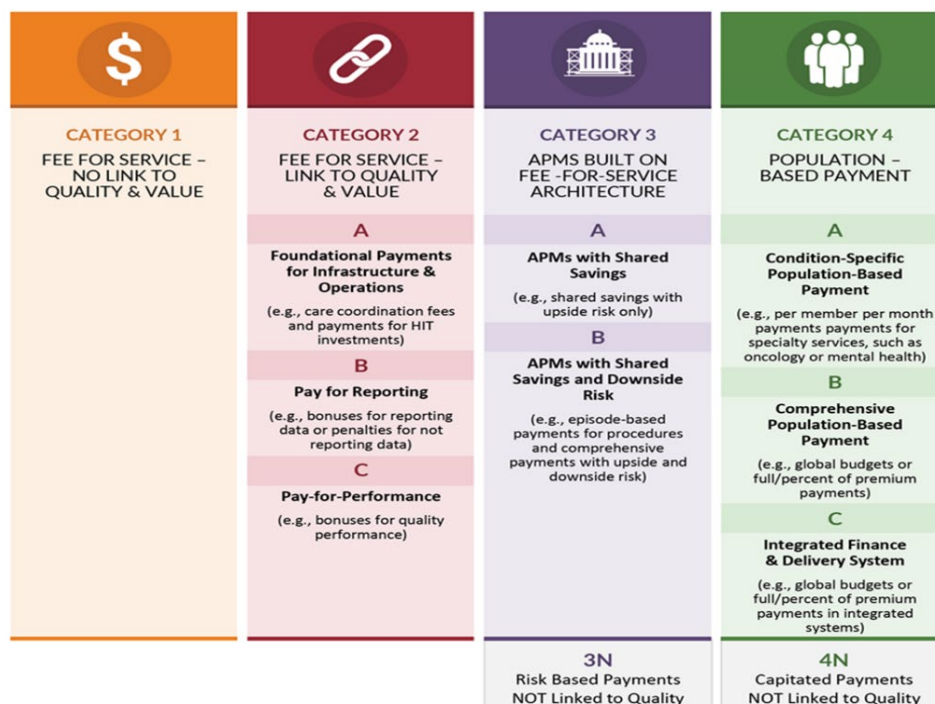 $
CATEGORY 1
FEE FOR SERVICE –
NO LINK TO
QUALITY & VALUE
CATEGORY 2
FEE FOR SERVICE –
LINK TO QUALITY
& VALUE
A
Foundational Payments
for Infrastructure &
Operations
(e.g., care coordination fees
and payments for HIT
investments)
B
Pay for Reporting
(e.g., bonuses for reporting
data or penalties for not
reporting data)
C
Pay-for-Performance
(e.g., bonuses for quality
performance)
CATEGORY 3
APMS BUILT ON
FEE -FOR-SERVICE
ARCHITECTURE
A
APMs with Shared
Savings
(e.g., shared savings with
upside risk only)
B
APMs with Shared
Savings and Downside
Risk
(e.g., episode-based
payments for procedures
and comprehensive
payments with upside and
downside risk)
3N
Risk Based Payments
NOT Linked to Quality
CATEGORY 4
POPULATION –
BASED PAYMENT
A
Condition-Specific
Population-Based
Payment
(e.g., per member per month
payments payments for
specialty services, such as
oncology or mental health)
B
Comprehensive
Population-Based
Payment
(e.g., global budgets or
full/percent of premium
payments)
C
Integrated Finance
& Delivery System
(e.g., global budgets or
full/percent of premium
payments in integrated
systems)
4N
Capitated Payments
NOT Linked to Quality